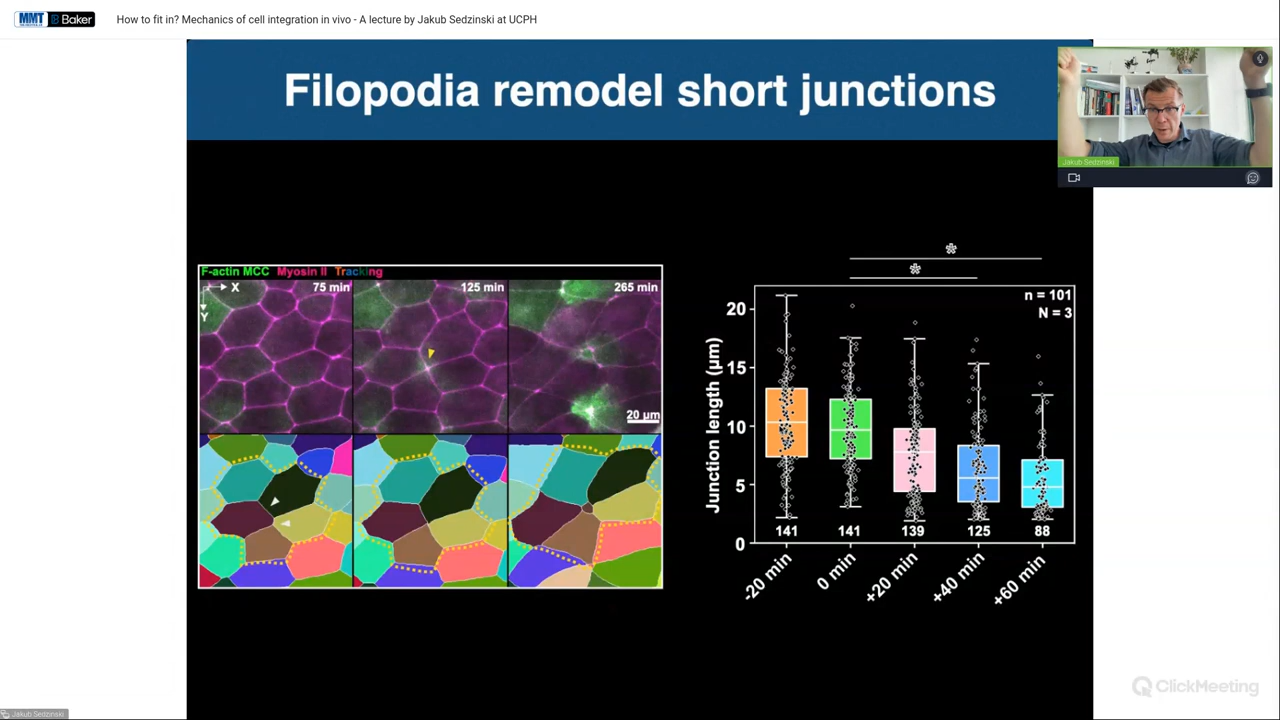 MMT Baker How to fit in? Mechanics of cell integration in vivo - A lecture by Jakub Sedzinski at UCPH
Filopodia remodel short junctions
Jakub Sedzinski
F-actin MCC Myosin II Tracking
X 75 min 125 min 265 min
Y
20 µm
* 
*
n = 101
N = 3
Junction length (µm)
20
15
10
5
0
141 141 139 125 88
-20 min 0 min +20 min +40 min +60 min
ClickMeeting
Jakub Sedzinski